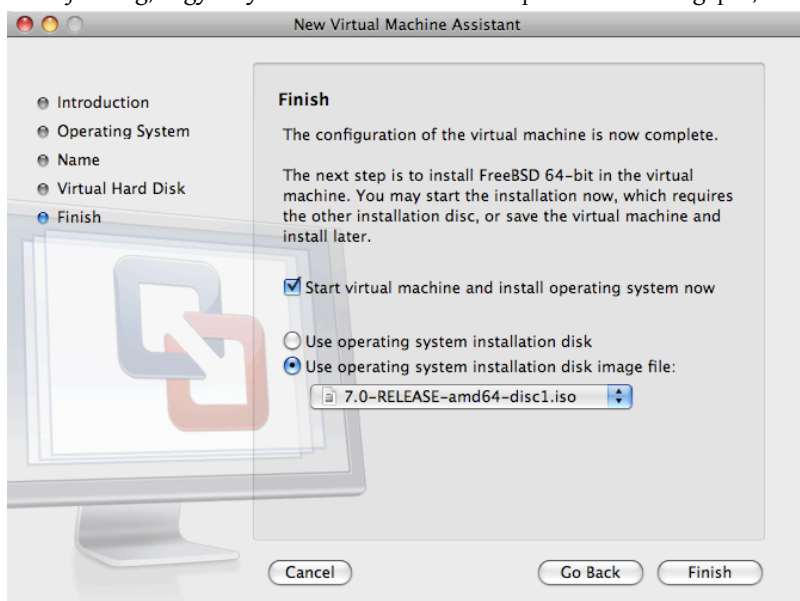 New Virtual Machine Assistant
Introduction
Operating System
Name
Virtual Hard Disk
Finish
Finish
The configuration of the virtual machine is now complete.
The next step is to install FreeBSD 64-bit in the virtual
machine. You may start the installation now, which requires
the other installation disc, or save the virtual machine and
install later.
Start virtual machine and install operating system now
Use operating system installation disk
Use operating system installation disk image file:
7.0-RELEASE-amd64-disc1.iso
Cancel
Go Back
Finish